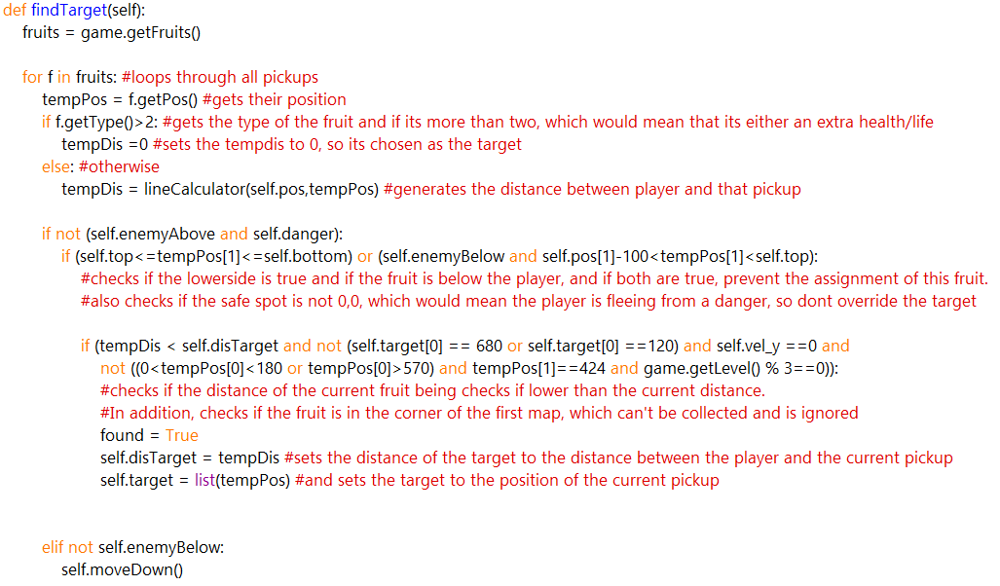 def findTarget(self):
fruits = game.getFruits()
for f in fruits: #loops through all pickups
tempPos = f.getPos() #gets their position
if f.getType()>2: #gets the type of the fruit and if its more than two, which would mean that its either an extra health/life
tempDis =0 #sets the tempdis to 0, so its chosen as the target
else: #otherwise
tempDis = lineCalculator(self.pos,tempPos) #generates the distance between player and that pickup
if not (self.enemyAbove and self.danger):
if (self.top<=tempPos[1]<=self.bottom) or (self.enemyBelow and self.pos[1]-100<tempPos[1]<self.top):
#checks if the lowerside is true and if the fruit is below the player, and if both are true, prevent the assignment of this fruit.
#also checks if the safe spot is not 0,0, which would mean the player is fleeing from a danger, so dont override the target
if (tempDis < self.disTarget and not (self.target[0] == 680 or self.target[0] ==120) and self.vel_y ==0 and
not ((0<tempPos[0]<180 or tempPos[0]>570) and tempPos[1]==424 and game.getLevel() % 3==0)):
#checks if the distance of the current fruit being checks if lower than the current distance.
#In addition, checks if the fruit is in the corner of the first map, which can't be collected and is ignored
found = True
self.disTarget = tempDis #sets the distance of the target to the distance between the player and the current pickup
self.target = list(tempPos) #and sets the target to the position of the current pickup
elif not self.enemyBelow:
self.moveDown()